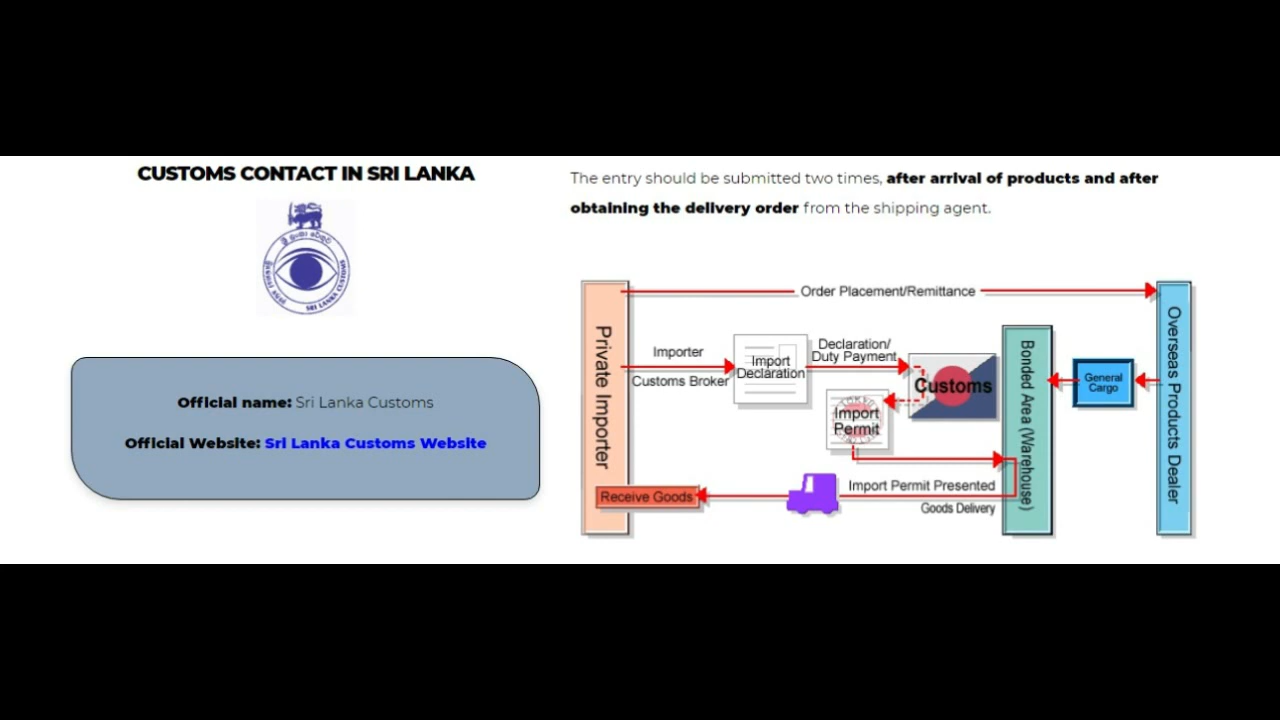 CUSTOMS CONTACT IN SRI LANKA
SRI LANKA CUSTOMS
Official name: Sri Lanka Customs
Official Website: Sri Lanka Customs Website
The entry should be submitted two times, after arrival of products and after
obtaining the delivery order from the shipping agent.
Order Placement/Remittance
Private Importer
Importer
Customs Broker
Import
Declaration
Declaration/
Duty Payment
Customs
Import
Permit
Bonded Area (Warehouse)
General
Cargo
Overseas Products Dealer
Import Permit Presented
Goods Delivery
Receive Goods